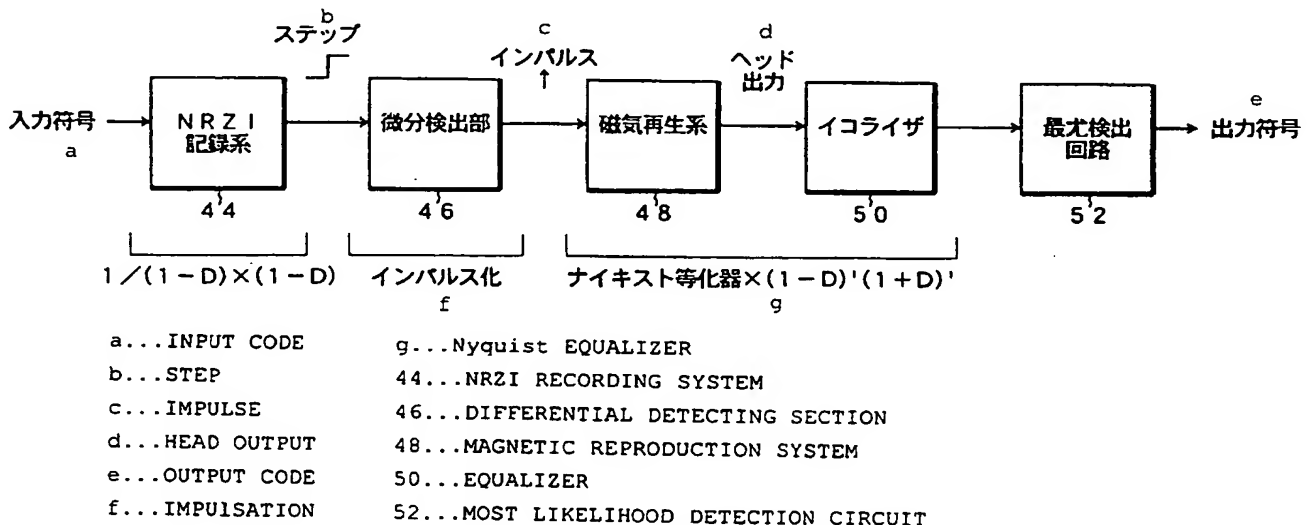 b
ステップ
c
インパルス
↑
d
ヘッド
出力
入力符号
a
NRZI
記録系
微分検出部
磁気再生系
イコライザ
最尤検出
回路
e
出力符号
44
46
48
50
52
1/(1-D)×(1-D)
インパルス化
f
ナイキスト等化器×(1-D)'(1+D)'
g
a...INPUT CODE
b...STEP
c...IMPULSE
d...HEAD OUTPUT
e...OUTPUT CODE
f...IMPUlSATION
g...Nyquist EQUALIZER
44...NRZI RECORDING SYSTEM
46...DIFFERENTIAL DETECTING SECTION
48...MAGNETIC REPRODUCTION SYSTEM
50...EQUALIZER
52...MOST LIKELIHOOD DETECTION CIRCUIT